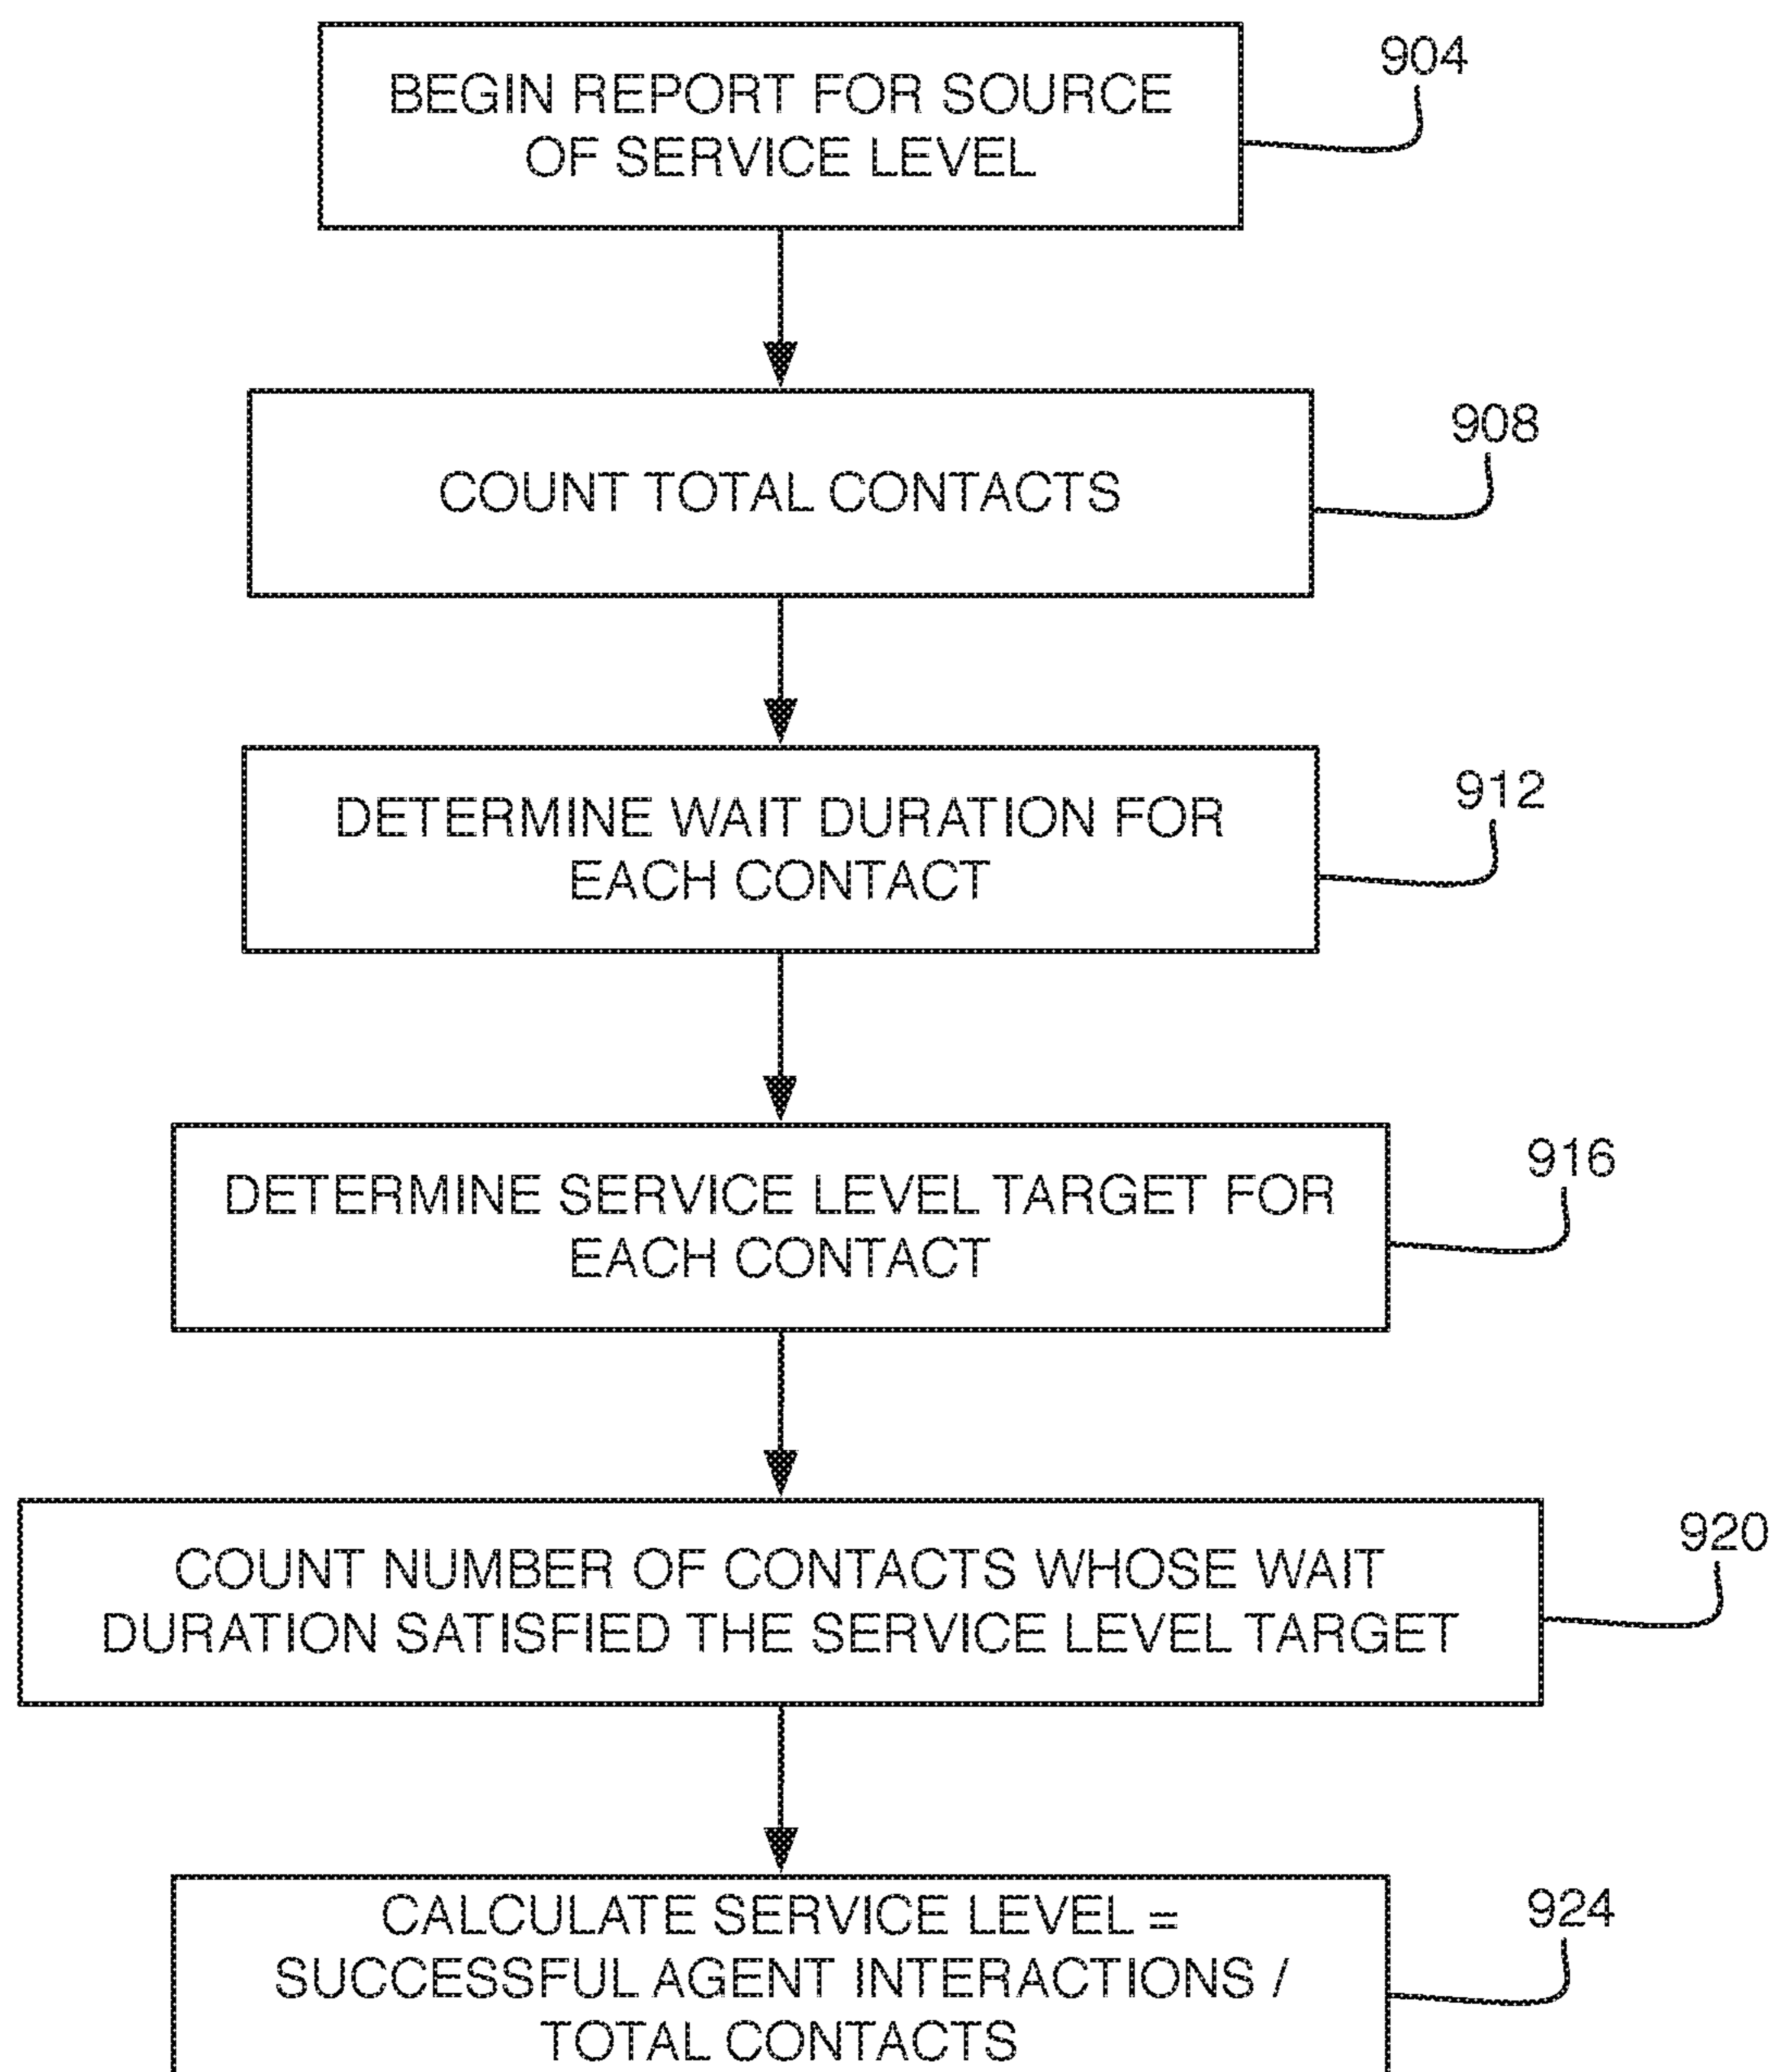 BEGIN REPORT FOR SOURCE
OF SERVICE LEVEL
904
COUNT TOTAL CONTACTS
908
DETERMINE WAIT DURATION FOR
EACH CONTACT
912
DETERMINE SERVICE LEVEL TARGET FOR
EACH CONTACT
916
COUNT NUMBER OF CONTACTS WHOSE WAIT
DURATION SATISFIED THE SERVICE LEVEL TARGET
920
CALCULATE SERVICE LEVEL =
SUCCESSFUL AGENT INTERACTIONS /
TOTAL CONTACTS
924